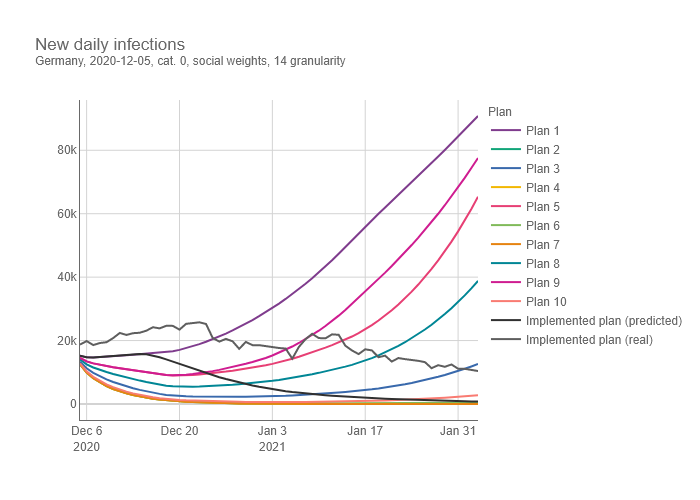 New daily infections
Germany, 2020-12-05, cat. 0, social weights, 14 granularity
Plan
Plan 1
Plan 2
Plan 3
Plan 4
Plan 5
Plan 6
Plan 7
Plan 8
Plan 9
Plan 10
Implemented plan (predicted)
Implemented plan (real)
80k
60k
40k
20k
0
Dec 6 Dec 20 Jan 3 Jan 17 Jan 31
2020 2021